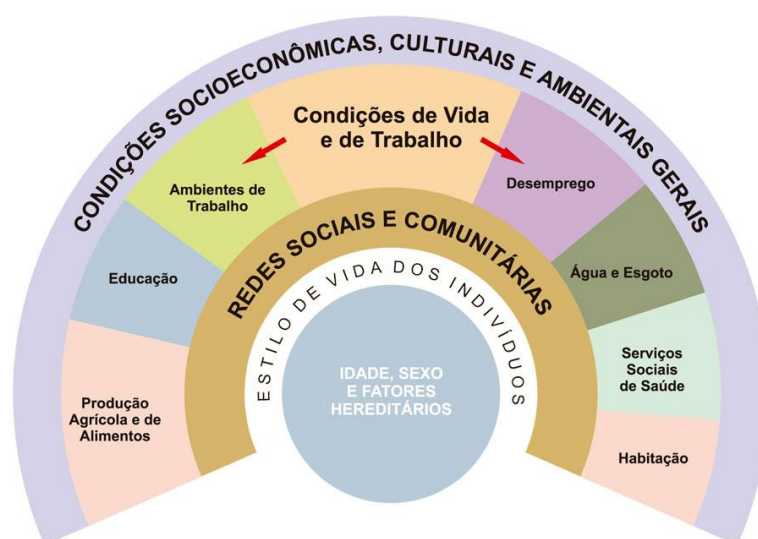 CONDIÇÕES SOCIOECONÔMICAS, CULTURAIS E AMBIENTAIS GERAIS
Condições de Vida
e de Trabalho
Ambientes de
Trabalho
Desemprego
Educação
Água e Esgoto
Produção
Agrícola e de
Alimentos
Serviços
Sociais
de Saúde
Habitação
REDES SOCIAIS E COMUNITÁRIAS
ESTILO DE VIDA DOS INDIVÍDUOS
IDADE, SEXO
E FATORES
HEREDITÁRIOS